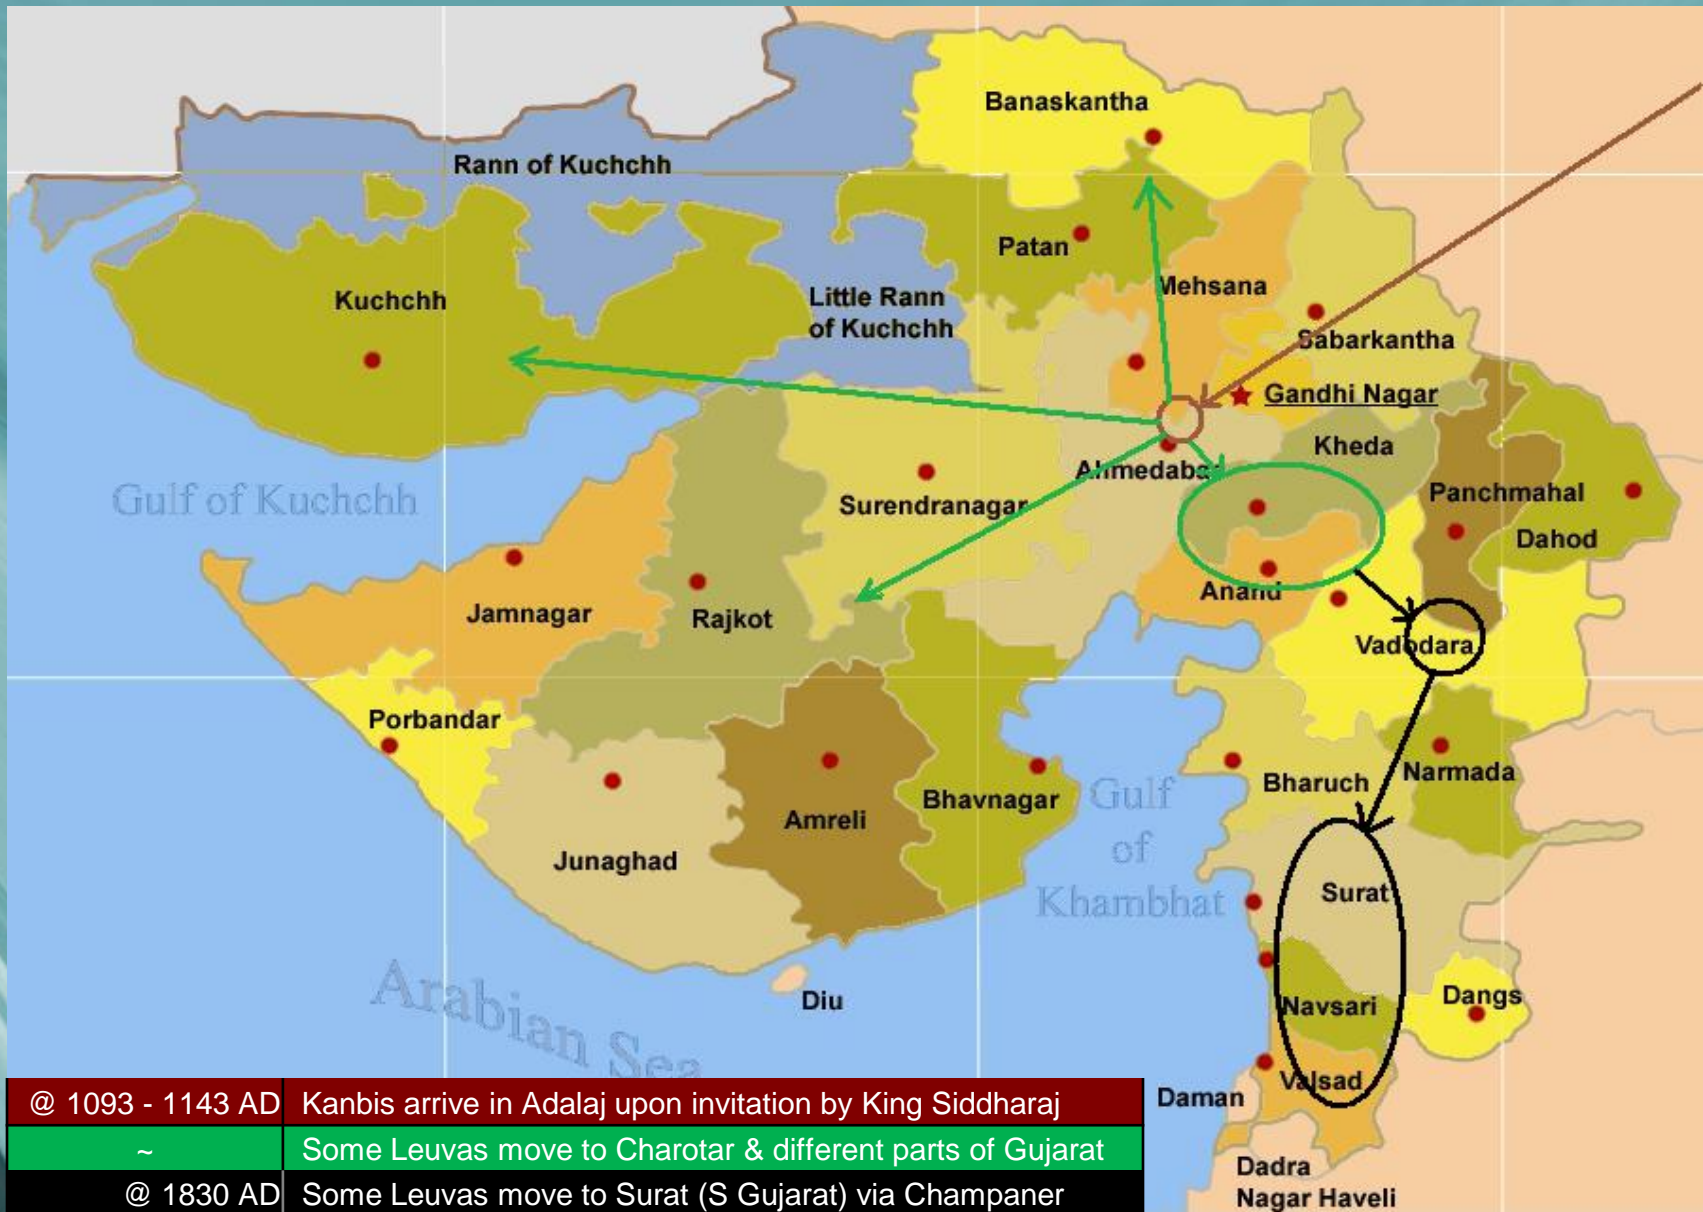 Banaskantha
Rann of Kuchchh
Patan
Mehsana
Kuchchh
Little Rann
of Kuchchh
Sabarkantha
Gandhi Nagar
Kheda
Ahmedabad
Gulf of Kuchchh
Surendranagar
Panchmahal
Dahod
Anand
Jamnagar
Rajkot
Vadodara
Porbandar
Narmada
Bharuch
Bhavnagar
Gulf
of
Khambhat
Amreli
Junaghad
Surat
Arabian Sea
Diu
Navsari
Dangs
Valsad
Daman
Dadra
Nagar Haveli
@ 1093 - 1143 AD Kanbis arrive in Adalaj upon invitation by King Siddharaj
~ Some Leuvas move to Charotar & different parts of Gujarat
@ 1830 AD Some Leuvas move to Surat (S Gujarat) via Champaner